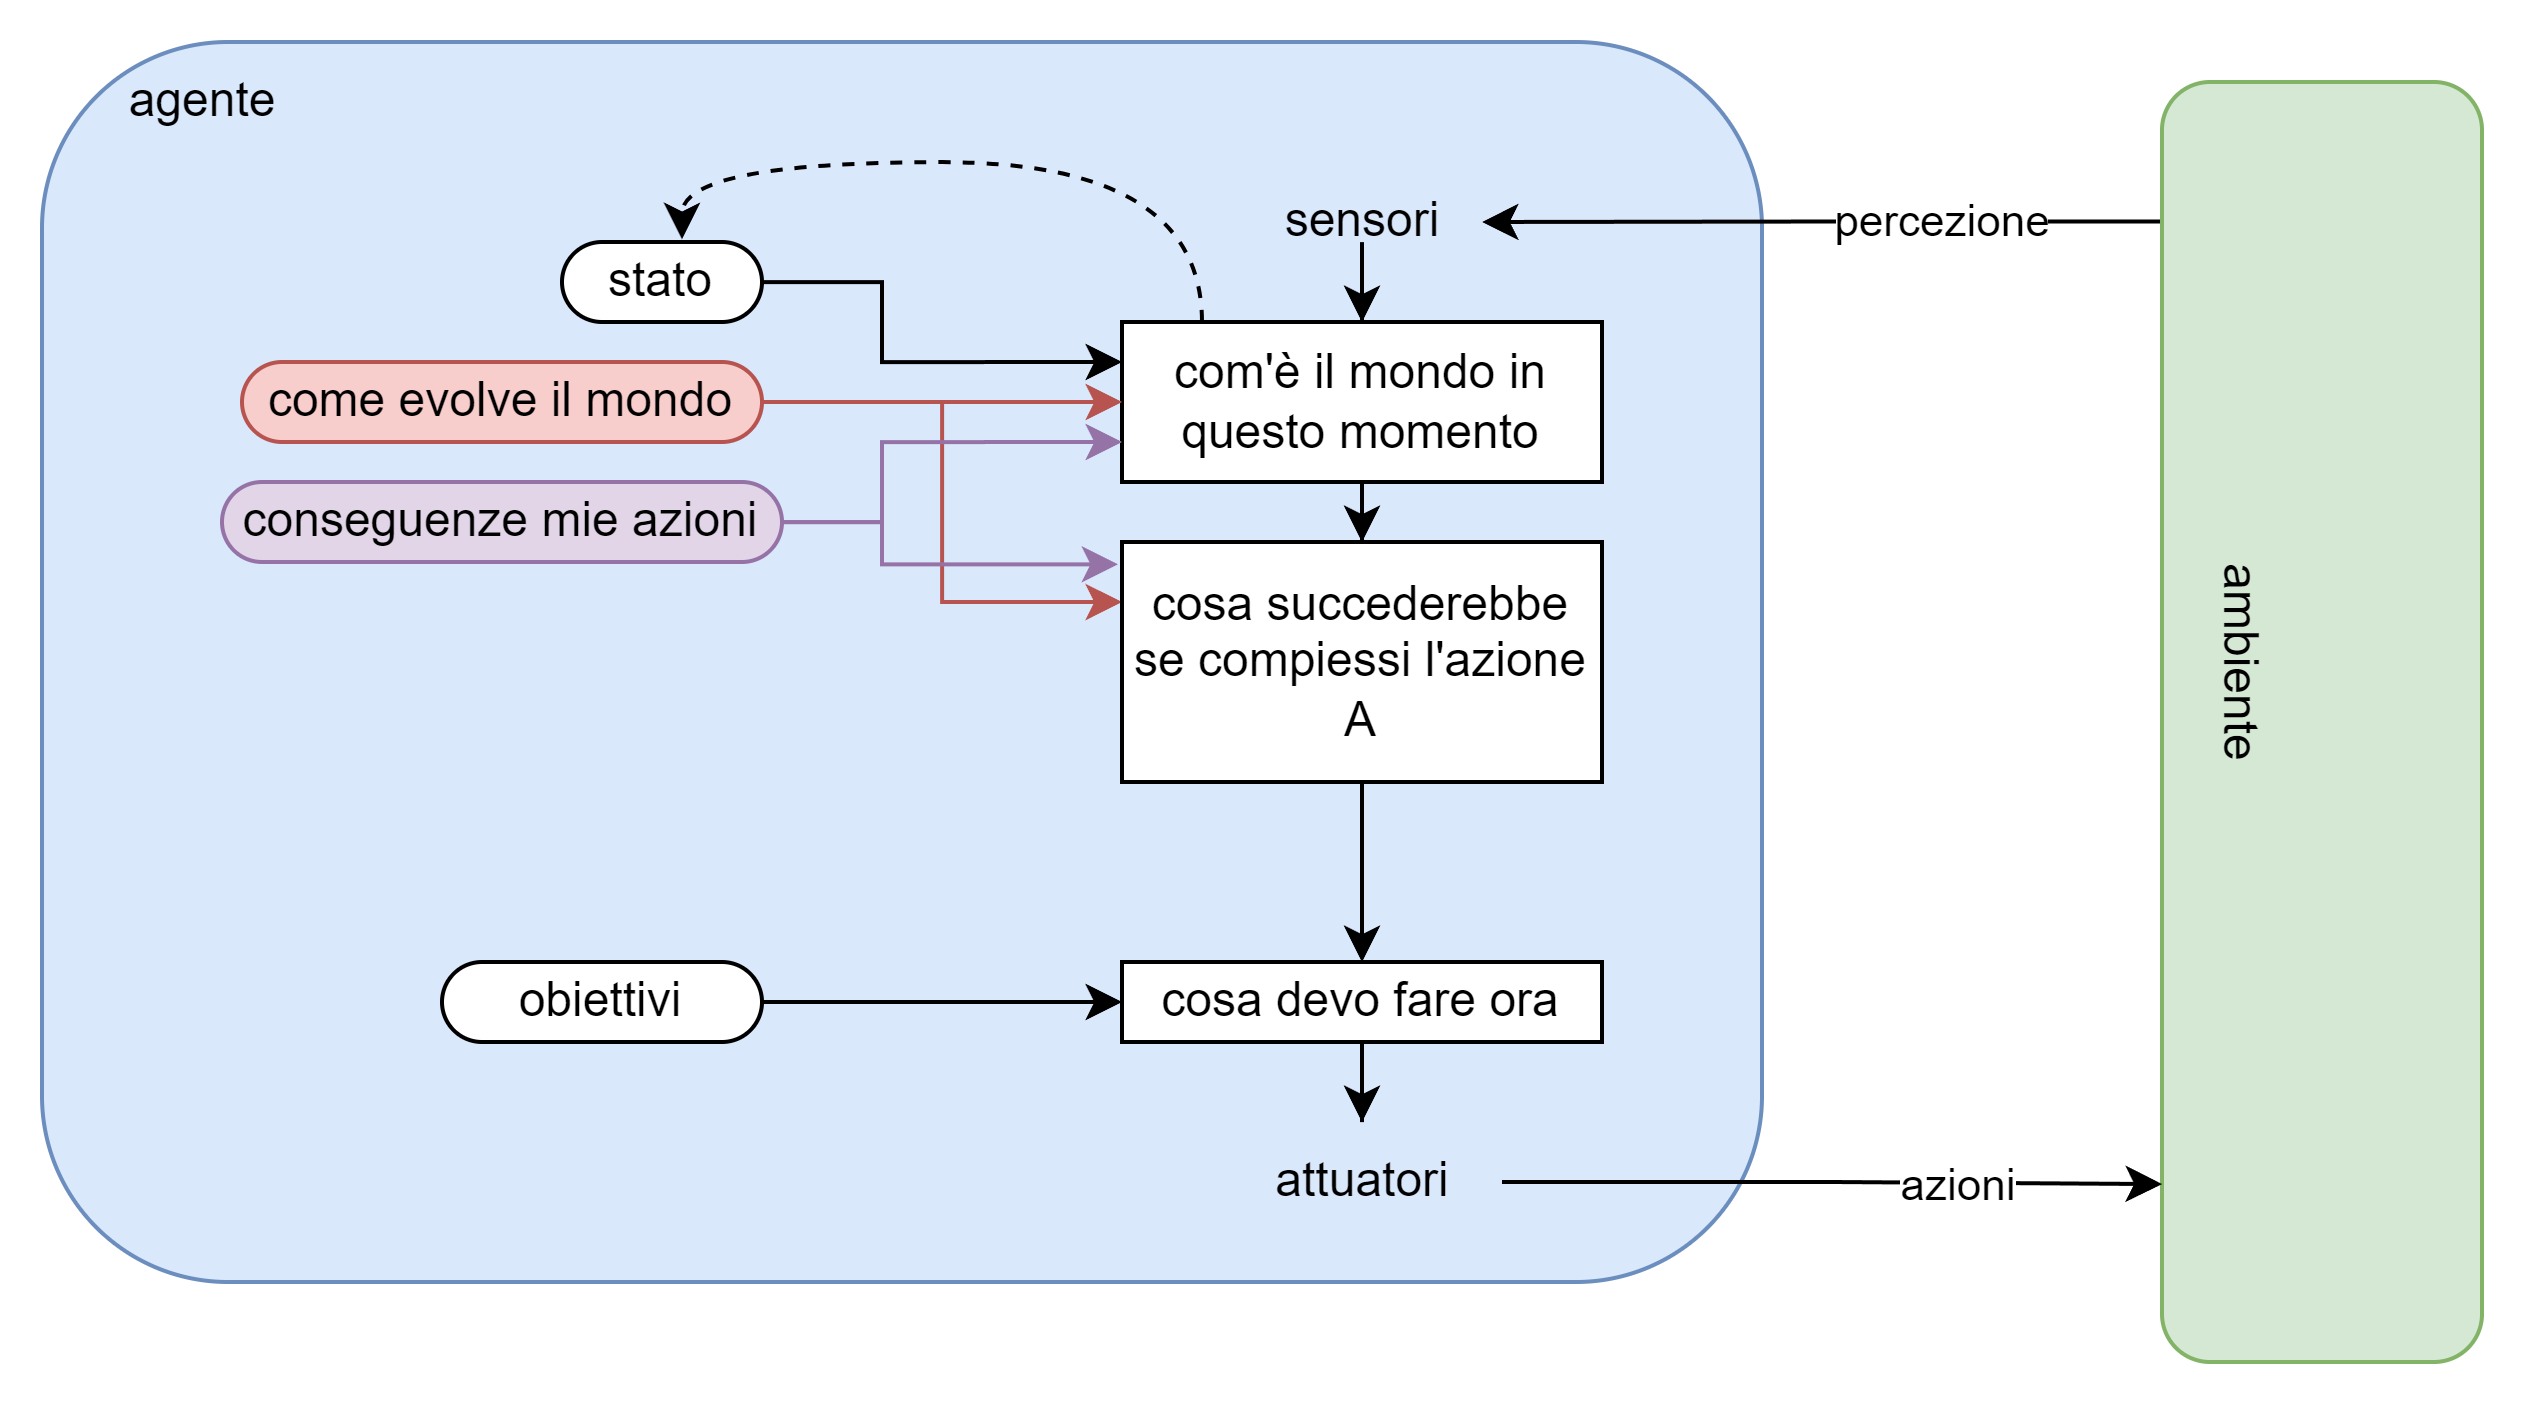 agente
sensori
percezione
stato
com'è il mondo in
questo momento
come evolve il mondo
conseguenze mie azioni
cosa succederebbe
se compiessi l'azione
A
ambiente
obiettivi
cosa devo fare ora
attuatori
azioni